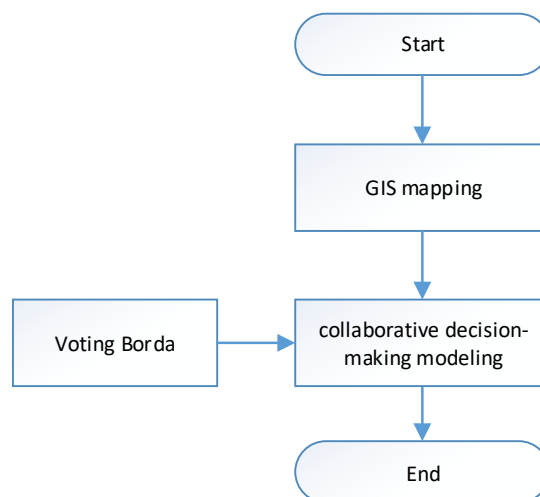 Start
GIS mapping
Voting Borda
collaborative decision-
making modeling
End